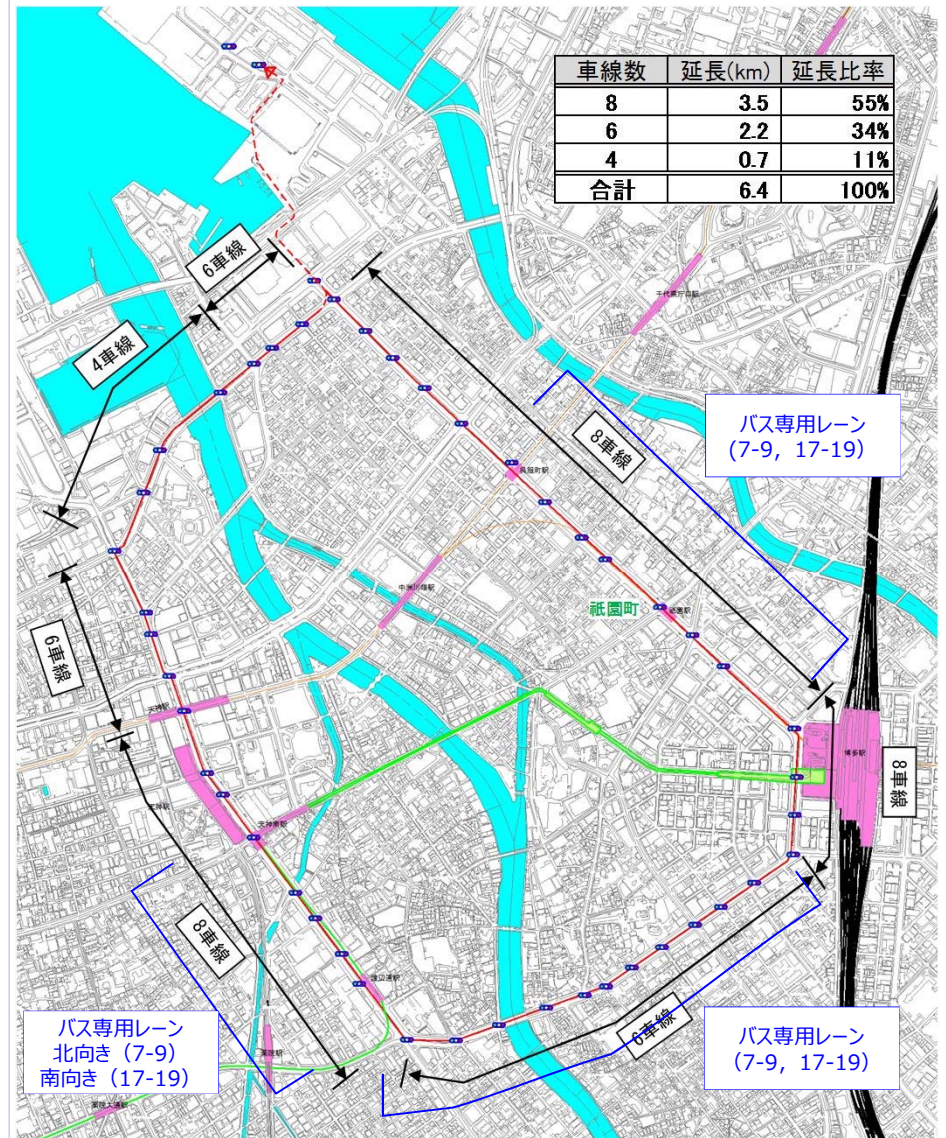 車線数 延長(km) 延長比率
8 3.5 55%
6 2.2 34%
4 0.7 11%
合計 6.4 100%
6車線
4車線
千代県庁口駅
8車線
バス専用レーン
(7-9, 17-19)
呉服町駅
中洲川端駅
祇園町
祇園駅
6車線
天神駅
博多駅
8車線
天神南駅
8車線
渡辺通駅
6車線
バス専用レーン
北向き（7-9）
南向き（17-19）
薬院駅
バス専用レーン
(7-9, 17-19)
薬院大通駅